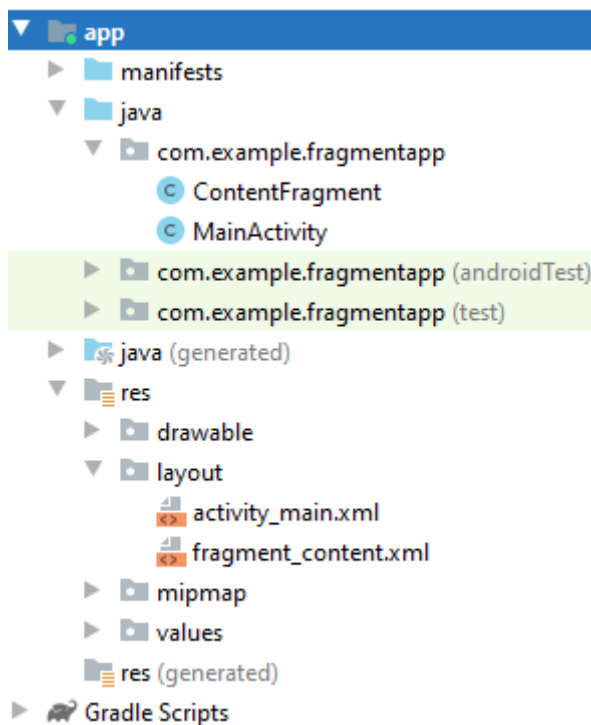 app
manifests
java
com.example.fragmentapp
C ContentFragment
C MainActivity
com.example.fragmentapp (androidTest)
com.example.fragmentapp (test)
java (generated)
res
drawable
layout
activity_main.xml
fragment_content.xml
mipmap
values
res (generated)
Gradle Scripts